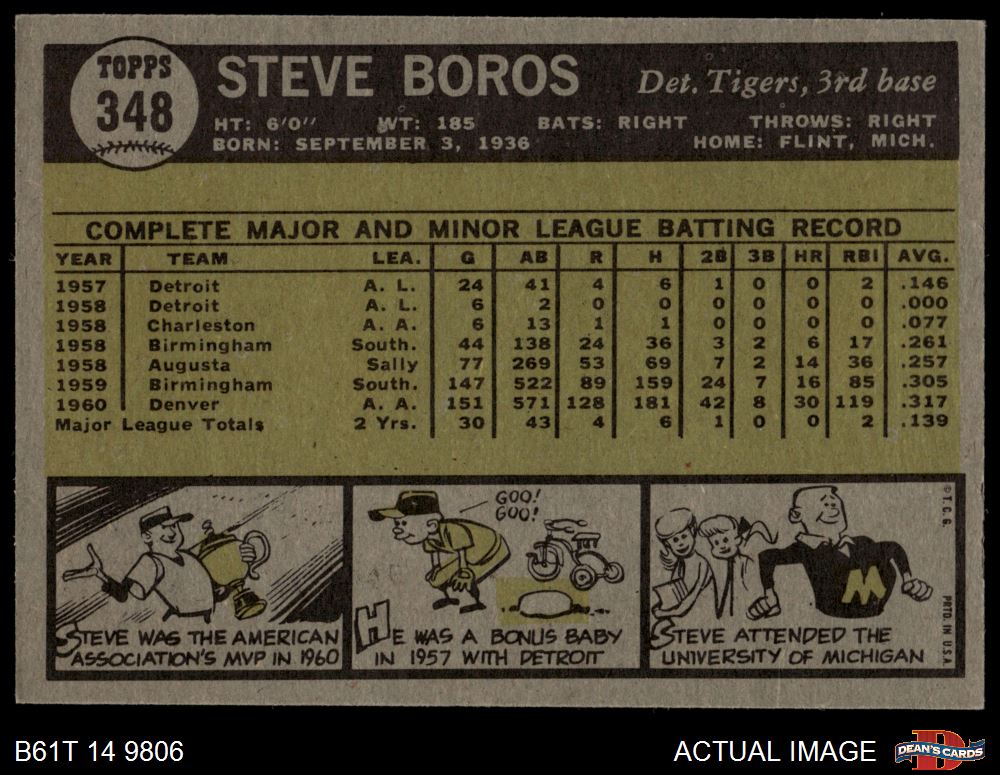 TOPPS
348
STEVE BOROS
Det. Tigers, 3rd base
HT: 6'0'' WT: 185 BATS: RIGHT THROWS: RIGHT
BORN: SEPTEMBER 3, 1936 HOME: FLINT, MICH.
COMPLETE MAJOR AND MINOR LEAGUE BATTING RECORD
YEAR TEAM LEA. G AB R H 2B 3B HR RBI AVG.
1957 Detroit A. L. 24 41 4 6 1 0 0 2 .146
1958 Detroit A. L. 6 2 0 0 0 0 0 0 .000
1958 Charleston A. A. 6 13 1 1 0 0 0 0 .077
1958 Birmingham South. 44 138 24 36 3 2 6 17 .261
1958 Augusta Sally 77 269 53 69 7 2 14 36 .257
1959 Birmingham South. 147 522 89 159 24 7 16 85 .305
1960 Denver A. A. 151 571 128 181 42 8 30 119 .317
Major League Totals 2 Yrs. 30 43 4 6 1 0 0 2 .139
STEVE WAS THE AMERICAN
ASSOCIATION'S MVP IN 1960
GOO!
GOO!
HE WAS A BONUS BABY
IN 1957 WITH DETROIT
M
STEVE ATTENDED THE
UNIVERSITY OF MICHIGAN
© T.C.G.
PRTD. IN U.S.A.
B61T 14 9806
ACTUAL IMAGE
D
DEAN'S CARDS